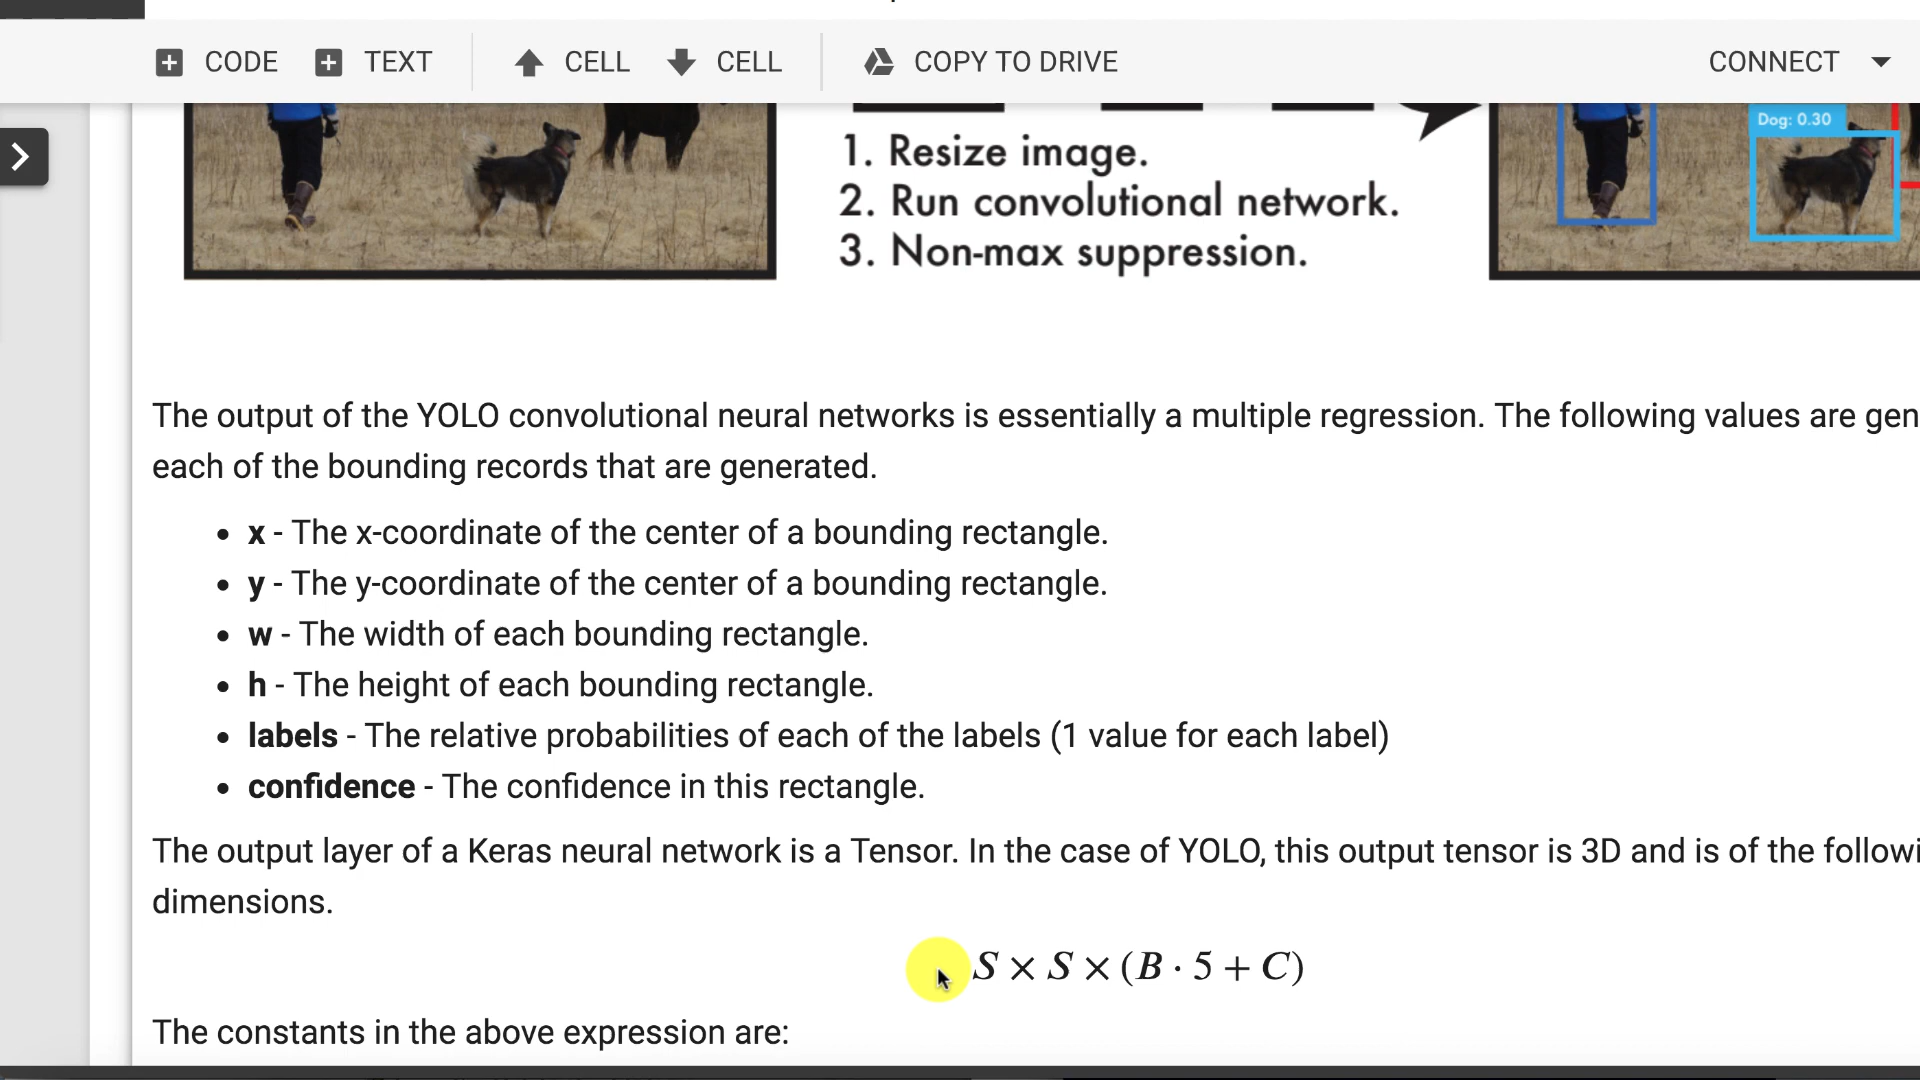 CODE TEXT CELL CELL COPY TO DRIVE CONNECT
Dog: 0.30
1. Resize image.
2. Run convolutional network.
3. Non-max suppression.
The output of the YOLO convolutional neural networks is essentially a multiple regression. The following values are gen
each of the bounding records that are generated.
• x - The x-coordinate of the center of a bounding rectangle.
• y - The y-coordinate of the center of a bounding rectangle.
• w - The width of each bounding rectangle.
• h - The height of each bounding rectangle.
• labels - The relative probabilities of each of the labels (1 value for each label)
• confidence - The confidence in this rectangle.
The output layer of a Keras neural network is a Tensor. In the case of YOLO, this output tensor is 3D and is of the followi
dimensions.
S × S × (B · 5 + C)
The constants in the above expression are: